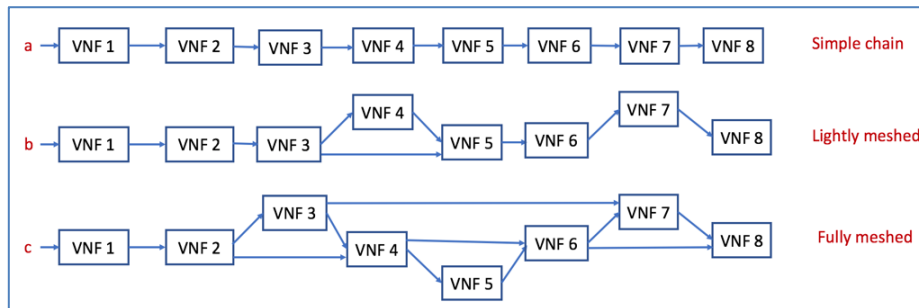 a VNF 1 VNF 2 VNF 3 VNF 4 VNF 5 VNF 6 VNF 7 VNF 8 Simple chain
b VNF 1 VNF 2 VNF 3 VNF 4 VNF 5 VNF 6 VNF 7 VNF 8 Lightly meshed
c VNF 1 VNF 2 VNF 3 VNF 4 VNF 5 VNF 6 VNF 7 VNF 8 Fully meshed